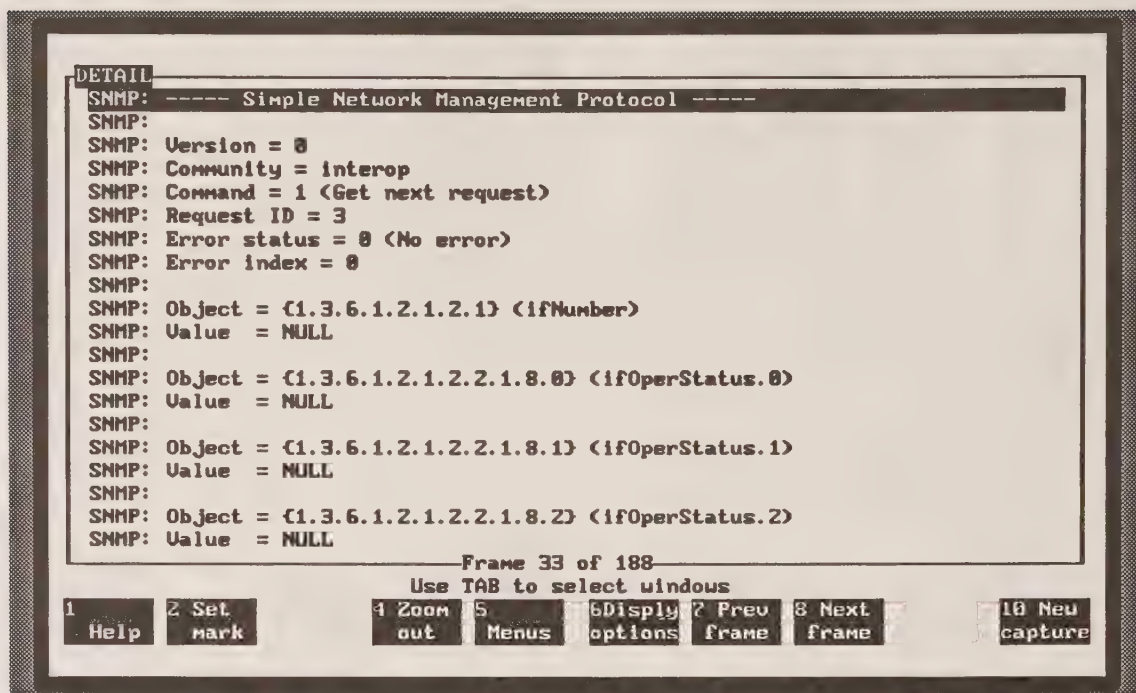 DETAIL
SNMP: ----- Simple Network Management Protocol -----
SNMP:
SNMP: Version = 0
SNMP: Community = interop
SNMP: Command = 1 (Get next request)
SNMP: Request ID = 3
SNMP: Error status = 0 (No error)
SNMP: Error index = 0
SNMP:
SNMP: Object = {1.3.6.1.2.1.2.1} (ifNumber)
SNMP: Value  = NULL
SNMP:
SNMP: Object = {1.3.6.1.2.1.2.2.1.8.0} (ifOperStatus.0)
SNMP: Value  = NULL
SNMP:
SNMP: Object = {1.3.6.1.2.1.2.2.1.8.1} (ifOperStatus.1)
SNMP: Value  = NULL
SNMP:
SNMP: Object = {1.3.6.1.2.1.2.2.1.8.2} (ifOperStatus.2)
SNMP: Value  = NULL
Frame 33 of 188
Use TAB to select windows
1 2 Set 4 Zoom 5 6Disply 7 Prev 8 Next 10 New
Help mark out Menus options frame frame capture